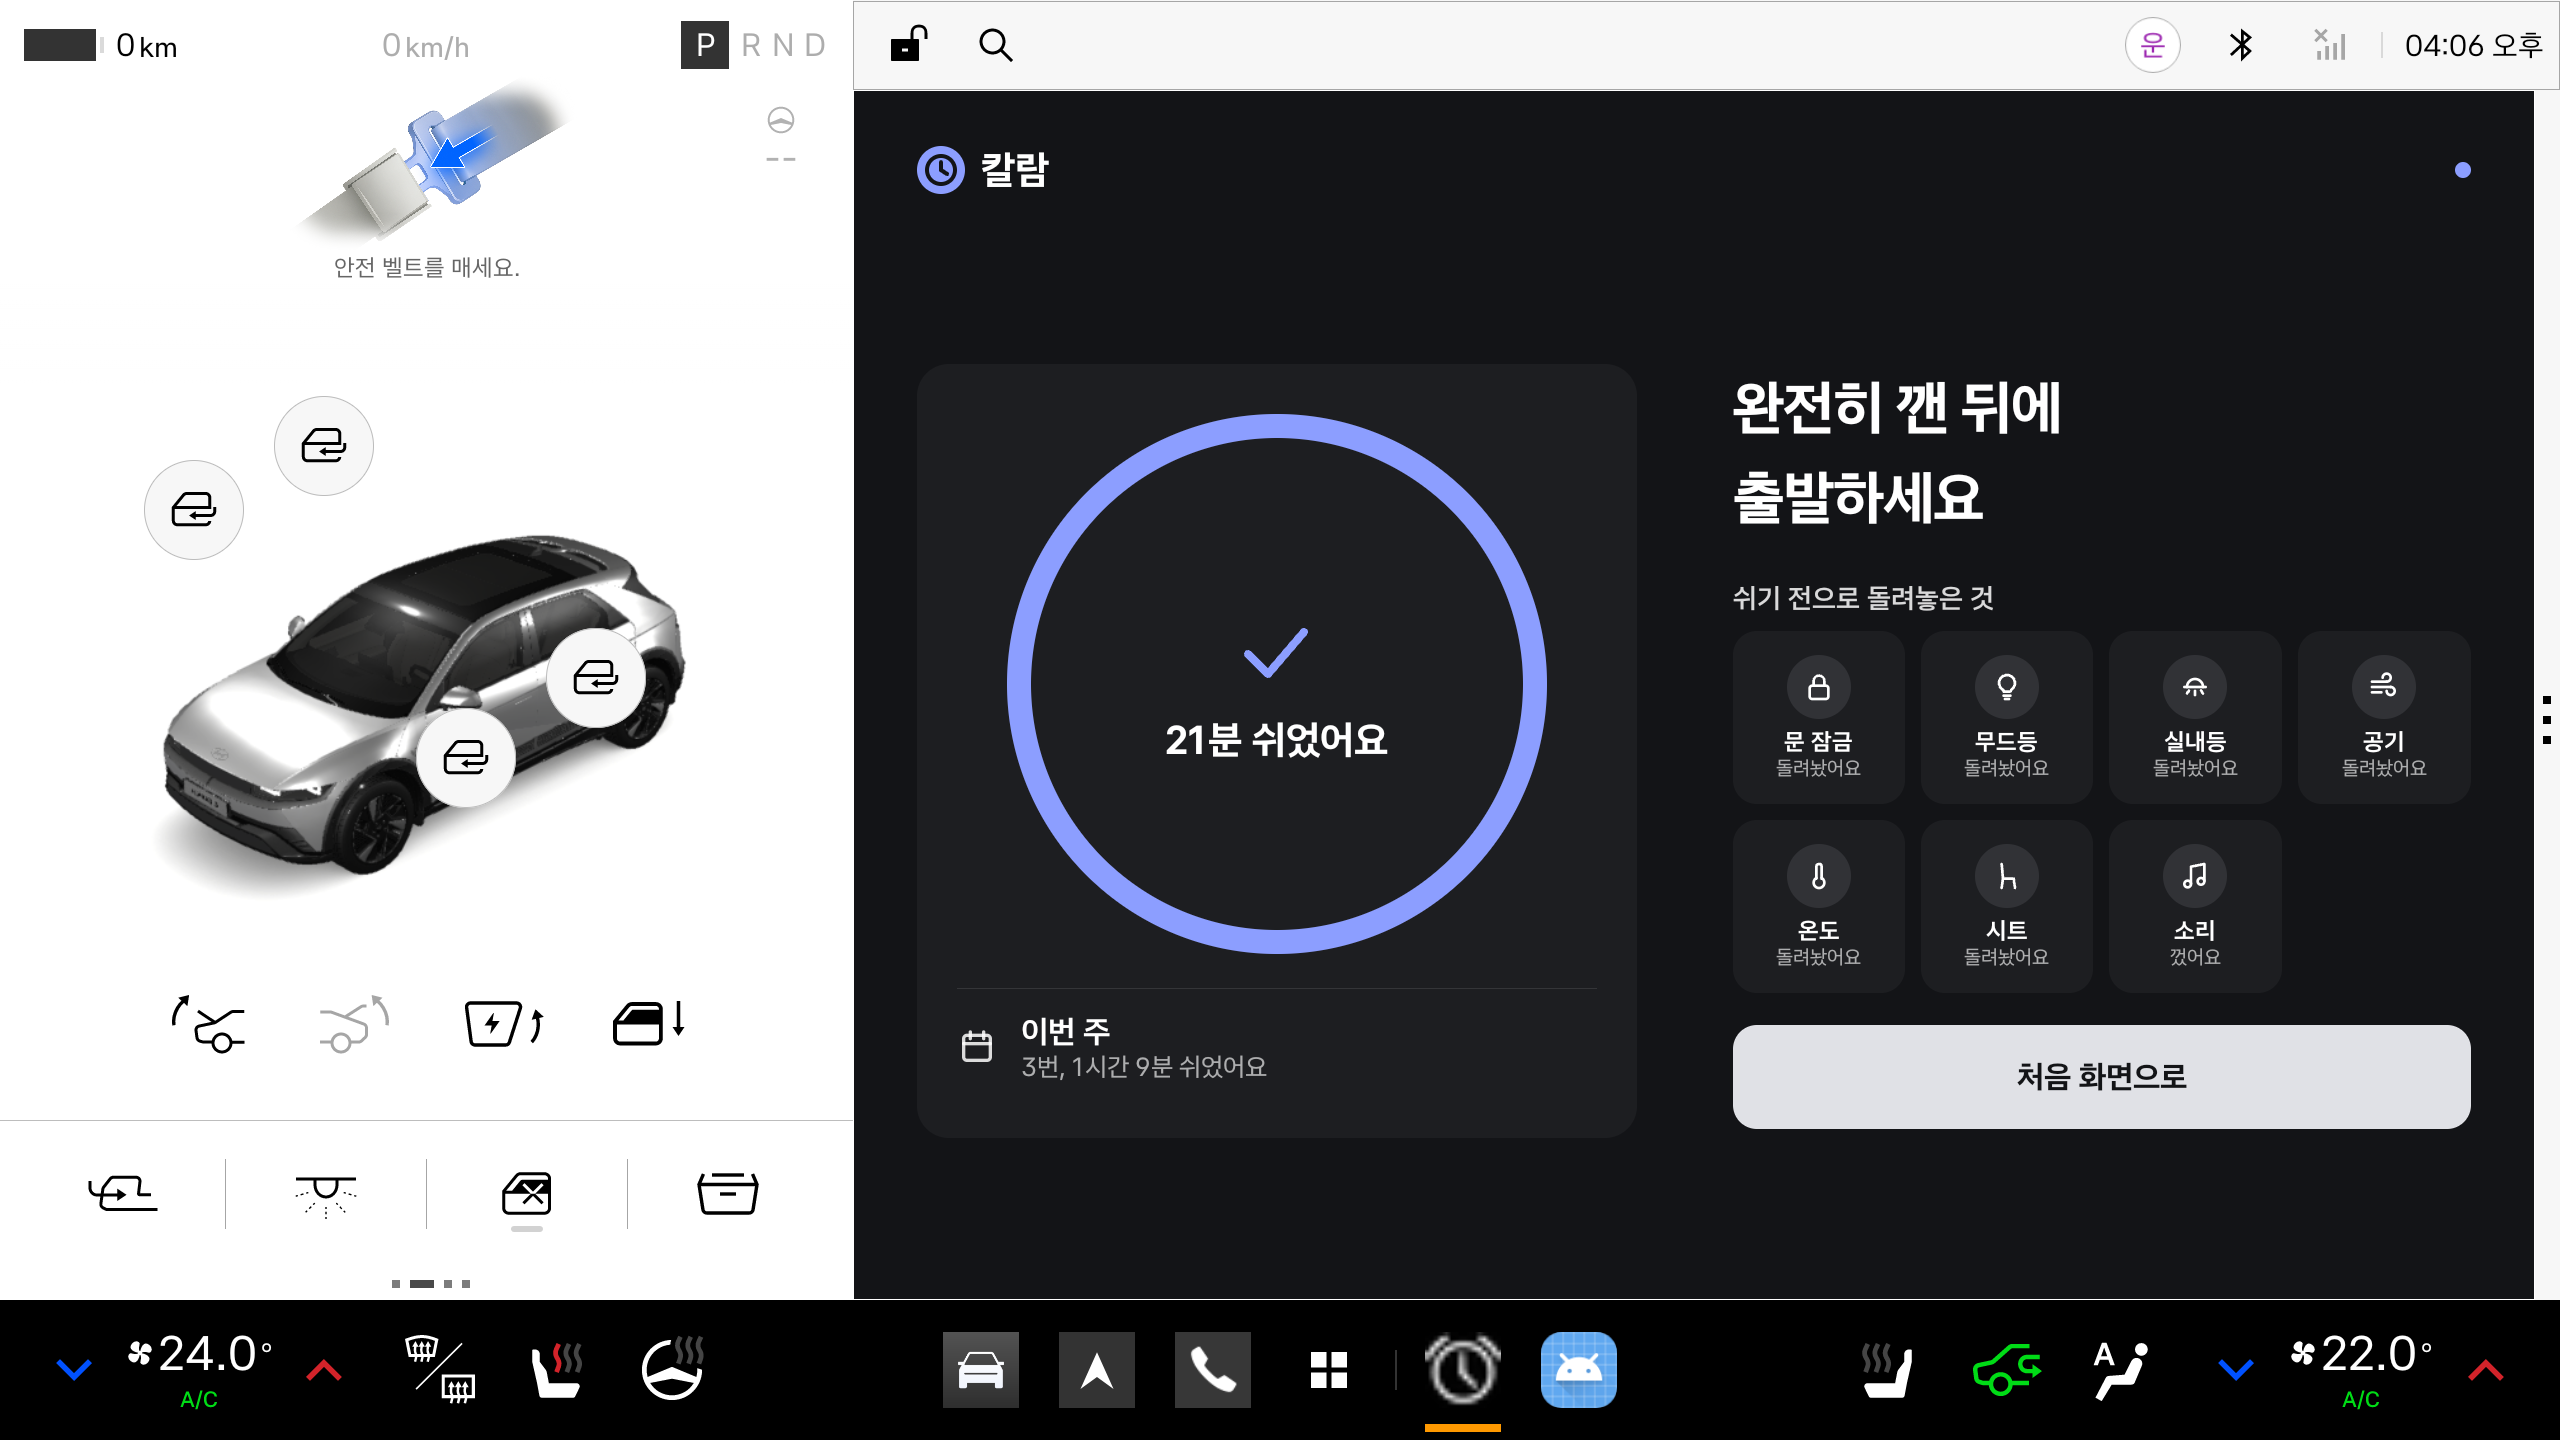 0 km
0 km/h
P R N D
04:06 오후
운
안전 벨트를 매세요.
칼람
21분 쉬었어요
이번 주
3번, 1시간 9분 쉬었어요
완전히 깬 뒤에
출발하세요
쉬기 전으로 돌려놓은 것
문 잠금
돌려놨어요
무드등
돌려놨어요
실내등
돌려놨어요
공기
돌려놨어요
온도
돌려놨어요
시트
돌려놨어요
소리
껐어요
처음 화면으로
24.0°
A/C
A
22.0°
A/C